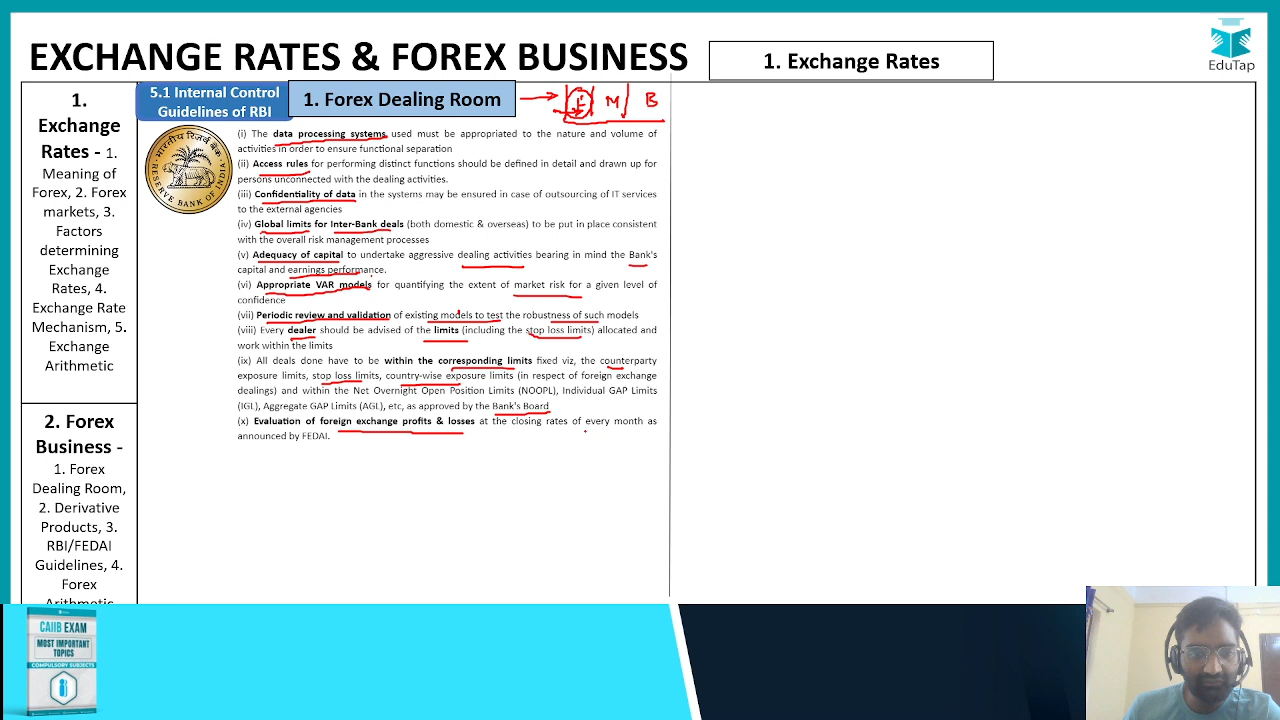 EXCHANGE RATES & FOREX BUSINESS
1. Exchange Rates
EduTap
1.
Exchange
Rates - 1.
Meaning of
Forex, 2. Forex
markets, 3.
Factors
determining
Exchange
Rates, 4.
Exchange Rate
Mechanism, 5.
Exchange
Arithmetic
2. Forex
Business -
1. Forex
Dealing Room,
2. Derivative
Products, 3.
RBI/FEDAI
Guidelines, 4.
Forex
Arithmetic
5.1 Internal Control
Guidelines of RBI
1. Forex Dealing Room
F M B
भारतीय रिज़र्व बैंक
RESERVE BANK OF INDIA
(i) The data processing systems used must be appropriated to the nature and volume of
activities in order to ensure functional separation
(ii) Access rules for performing distinct functions should be defined in detail and drawn up for
persons unconnected with the dealing activities.
(iii) Confidentiality of data in the systems may be ensured in case of outsourcing of IT services
to the external agencies
(iv) Global limits for Inter-Bank deals (both domestic & overseas) to be put in place consistent
with the overall risk management processes
(v) Adequacy of capital to undertake aggressive dealing activities bearing in mind the Bank's
capital and earnings performance.
(vi) Appropriate VAR models for quantifying the extent of market risk for a given level of
confidence
(vii) Periodic review and validation of existing models to test the robustness of such models
(viii) Every dealer should be advised of the limits (including the stop loss limits) allocated and
work within the limits
(ix) All deals done have to be within the corresponding limits fixed viz, the counterparty
exposure limits, stop loss limits, country-wise exposure limits (in respect of foreign exchange
dealings) and within the Net Overnight Open Position Limits (NOOPL), Individual GAP Limits
(IGL), Aggregate GAP Limits (AGL), etc, as approved by the Bank's Board
(x) Evaluation of foreign exchange profits & losses at the closing rates of every month as
announced by FEDAI.
CAIIB EXAM
MOST IMPORTANT
TOPICS
COMPULSORY SUBJECTS